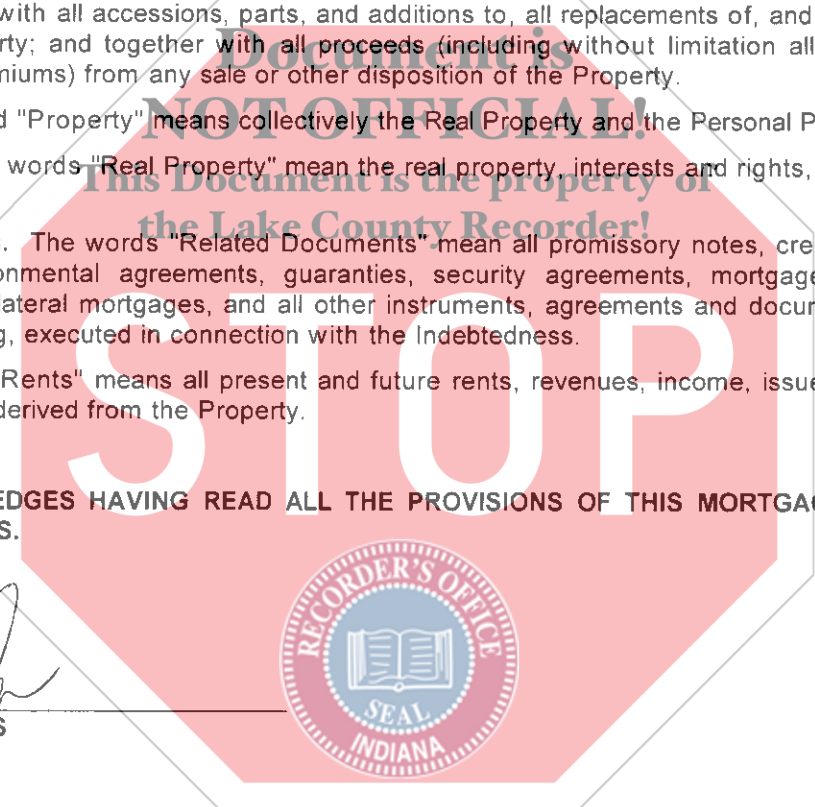 with all accessions, parts, and additions to, all replacements of, and
rty; and together with all proceeds (including without limitation all
miums) from any sale or other disposition of the Property.
Document is
NOT OFFICIAL!
d "Property" means collectively the Real Property and the Personal P
words "Real Property" mean the real property, interests and rights,
This Document is the property of
the Lake County Recorder!
s. The words "Related Documents" mean all promissory notes, cre
onmental agreements, guaranties, security agreements, mortgage
lateral mortgages, and all other instruments, agreements and docur
g, executed in connection with the Indebtedness.
Rents" means all present and future rents, revenues, income, issue
derived from the Property.
STOP
EDGES HAVING READ ALL THE PROVISIONS OF THIS MORTGAG
S.
RECORDER'S OFFICE
SEAL
INDIANA
S